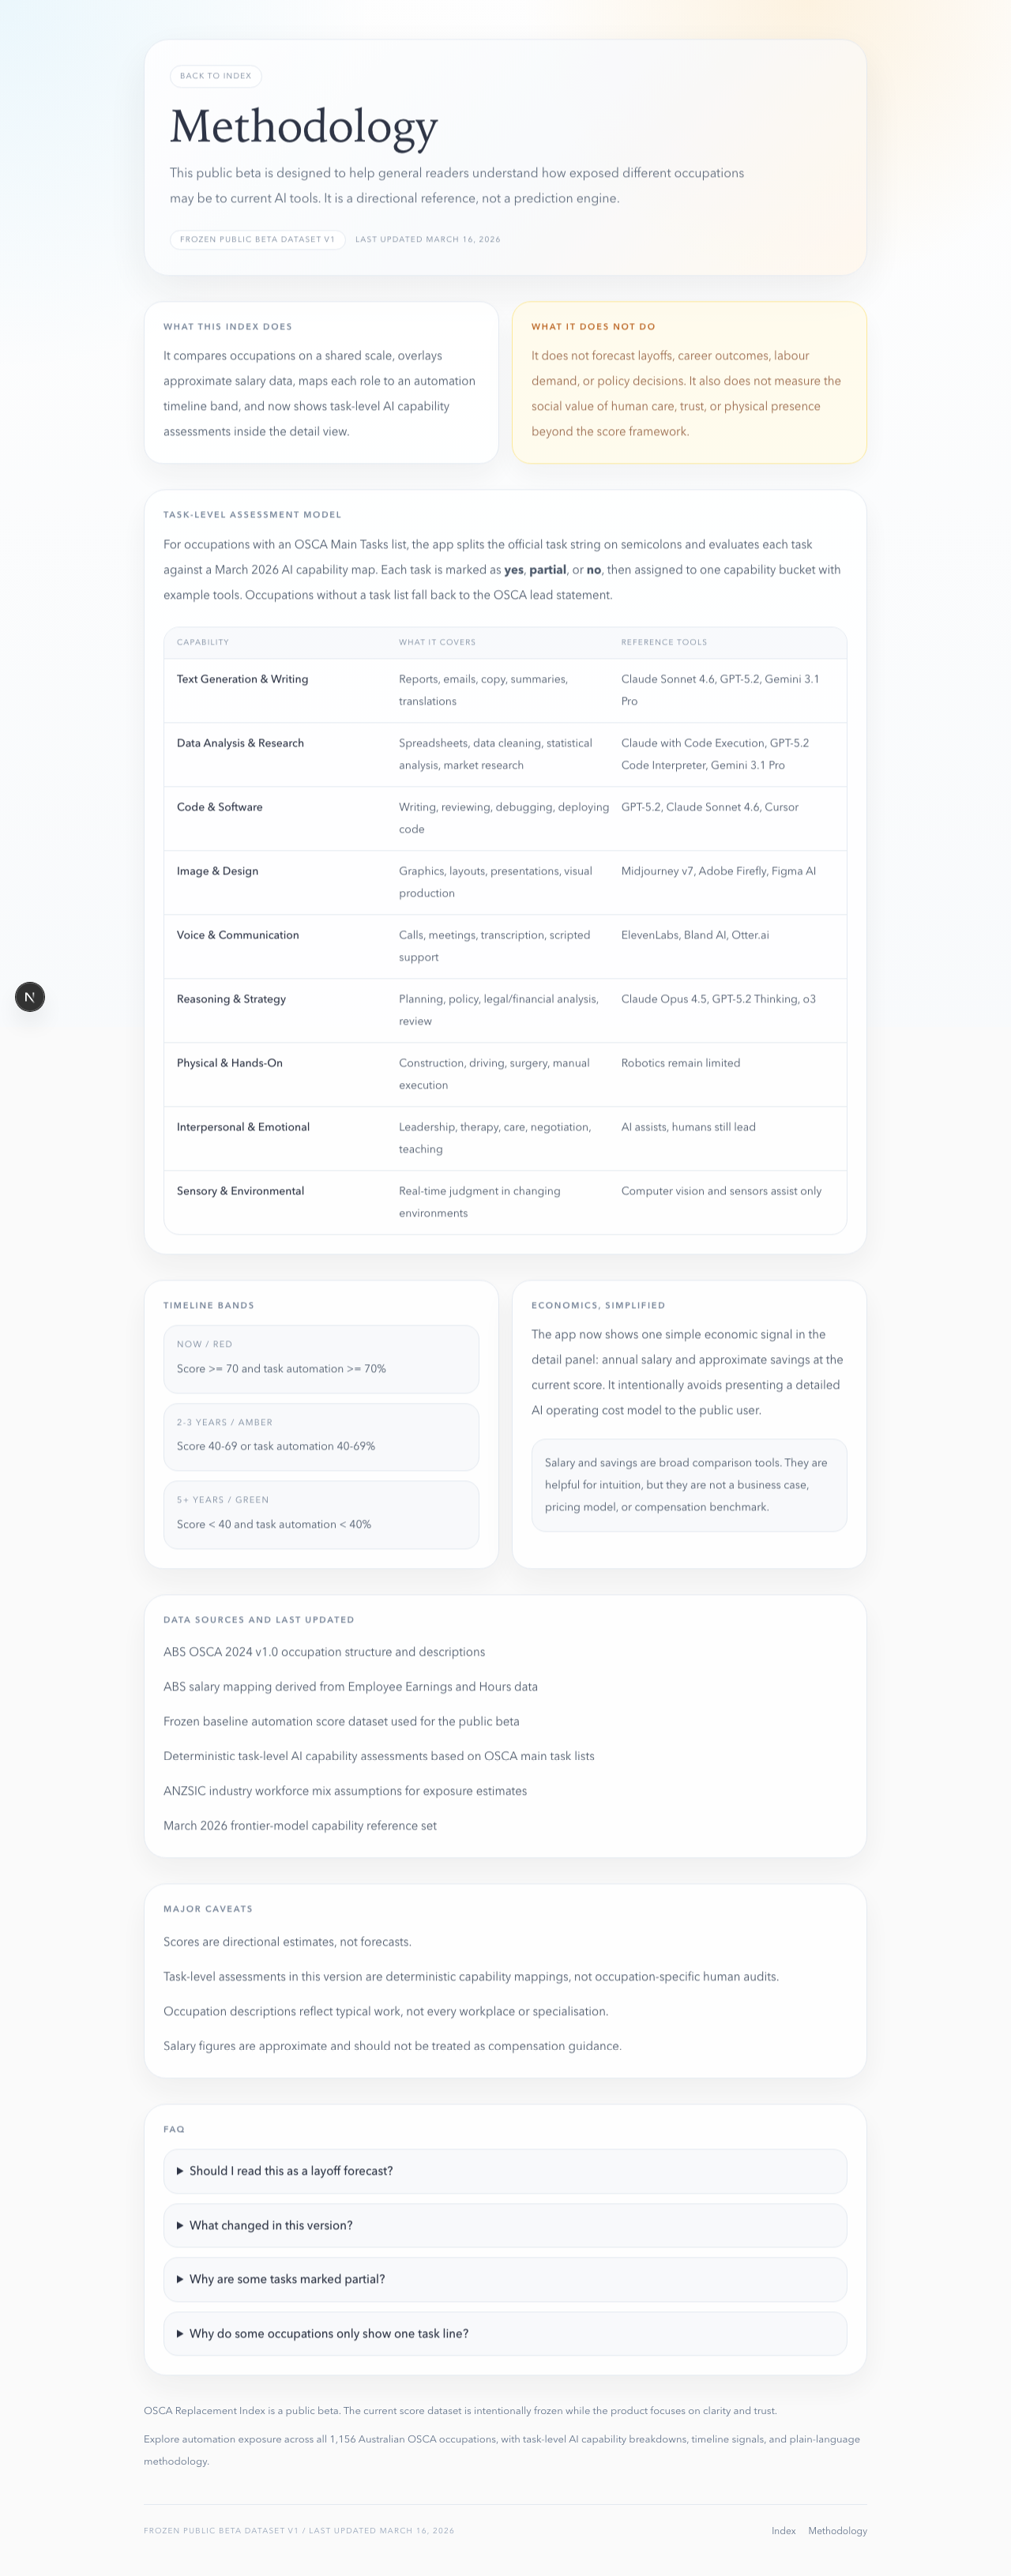 BACK TO INDEX
Methodology
This public beta is designed to help general readers understand how exposed different occupations
may be to current AI tools. It is a directional reference, not a prediction engine.
FROZEN PUBLIC BETA DATASET V1
LAST UPDATED MARCH 16, 2026
WHAT THIS INDEX DOES
It compares occupations on a shared scale, overlays
approximate salary data, maps each role to an automation
timeline band, and now shows task-level AI capability
assessments inside the detail view.
WHAT IT DOES NOT DO
It does not forecast layoffs, career outcomes, labour
demand, or policy decisions. It also does not measure the
social value of human care, trust, or physical presence
beyond the score framework.
TASK-LEVEL ASSESSMENT MODEL
For occupations with an OSCA Main Tasks list, the app splits the official task string on semicolons and evaluates each task
against a March 2026 AI capability map. Each task is marked as yes, partial, or no, then assigned to one capability bucket with
example tools. Occupations without a task list fall back to the OSCA lead statement.
CAPABILITY
WHAT IT COVERS
REFERENCE TOOLS
Text Generation & Writing
Reports, emails, copy, summaries,
translations
Claude Sonnet 4.6, GPT-5.2, Gemini 3.1
Pro
Data Analysis & Research
Spreadsheets, data cleaning, statistical
analysis, market research
Claude with Code Execution, GPT-5.2
Code Interpreter, Gemini 3.1 Pro
Code & Software
Writing, reviewing, debugging, deploying
code
GPT-5.2, Claude Sonnet 4.6, Cursor
Image & Design
Graphics, layouts, presentations, visual
production
Midjourney v7, Adobe Firefly, Figma AI
Voice & Communication
Calls, meetings, transcription, scripted
support
ElevenLabs, Bland AI, Otter.ai
Reasoning & Strategy
Planning, policy, legal/financial analysis,
review
Claude Opus 4.5, GPT-5.2 Thinking, o3
Physical & Hands-On
Construction, driving, surgery, manual
execution
Robotics remain limited
Interpersonal & Emotional
Leadership, therapy, care, negotiation,
teaching
AI assists, humans still lead
Sensory & Environmental
Real-time judgment in changing
environments
Computer vision and sensors assist only
N
TIMELINE BANDS
NOW / RED
Score >= 70 and task automation >= 70%
2-3 YEARS / AMBER
Score 40-69 or task automation 40-69%
5+ YEARS / GREEN
Score < 40 and task automation < 40%
ECONOMICS, SIMPLIFIED
The app now shows one simple economic signal in the
detail panel: annual salary and approximate savings at the
current score. It intentionally avoids presenting a detailed
AI operating cost model to the public user.
Salary and savings are broad comparison tools. They are
helpful for intuition, but they are not a business case,
pricing model, or compensation benchmark.
DATA SOURCES AND LAST UPDATED
ABS OSCA 2024 v1.0 occupation structure and descriptions
ABS salary mapping derived from Employee Earnings and Hours data
Frozen baseline automation score dataset used for the public beta
Deterministic task-level AI capability assessments based on OSCA main task lists
ANZSIC industry workforce mix assumptions for exposure estimates
March 2026 frontier-model capability reference set
MAJOR CAVEATS
Scores are directional estimates, not forecasts.
Task-level assessments in this version are deterministic capability mappings, not occupation-specific human audits.
Occupation descriptions reflect typical work, not every workplace or specialisation.
Salary figures are approximate and should not be treated as compensation guidance.
FAQ
Should I read this as a layoff forecast?
What changed in this version?
Why are some tasks marked partial?
Why do some occupations only show one task line?
OSCA Replacement Index is a public beta. The current score dataset is intentionally frozen while the product focuses on clarity and trust.
Explore automation exposure across all 1,156 Australian OSCA occupations, with task-level AI capability breakdowns, timeline signals, and plain-language
methodology.
FROZEN PUBLIC BETA DATASET V1 / LAST UPDATED MARCH 16, 2026
Index
Methodology